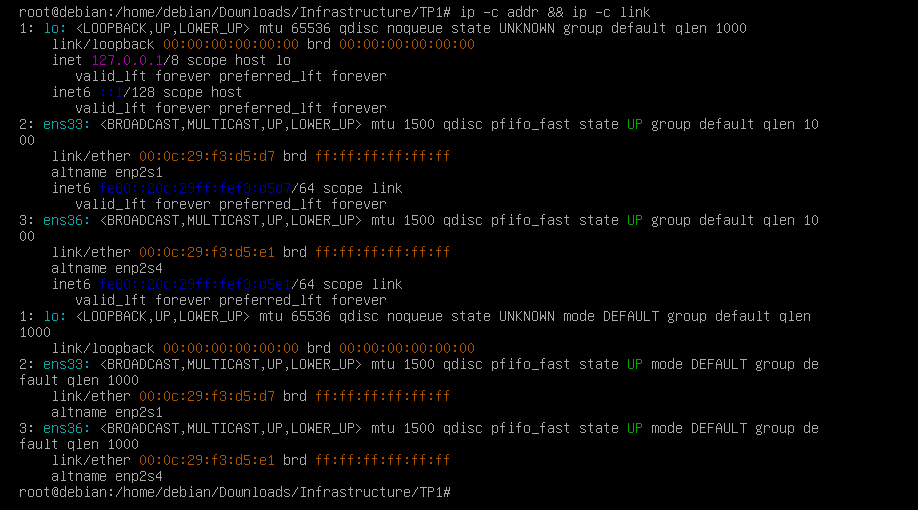 root@debian:/home/debian/Downloads/Infrastructure/TP1# ip -c addr && ip -c link
1: lo: <LOOPBACK,UP,LOWER_UP> mtu 65536 qdisc noqueue state UNKNOWN group default qlen 1000
    link/loopback 00:00:00:00:00:00 brd 00:00:00:00:00:00
    inet 127.0.0.1/8 scope host lo
       valid_lft forever preferred_lft forever
    inet6 ::1/128 scope host
       valid_lft forever preferred_lft forever
2: ens33: <BROADCAST,MULTICAST,UP,LOWER_UP> mtu 1500 qdisc pfifo_fast state UP group default qlen 10
00
    link/ether 00:0c:29:f3:d5:d7 brd ff:ff:ff:ff:ff:ff
    altname enp2s1
    inet6 fe80::20c:29ff:fef3:d5d7/64 scope link
       valid_lft forever preferred_lft forever
3: ens36: <BROADCAST,MULTICAST,UP,LOWER_UP> mtu 1500 qdisc pfifo_fast state UP group default qlen 10
00
    link/ether 00:0c:29:f3:d5:e1 brd ff:ff:ff:ff:ff:ff
    altname enp2s4
    inet6 fe80::20c:29ff:fef3:d5e1/64 scope link
       valid_lft forever preferred_lft forever
1: lo: <LOOPBACK,UP,LOWER_UP> mtu 65536 qdisc noqueue state UNKNOWN mode DEFAULT group default qlen
1000
    link/loopback 00:00:00:00:00:00 brd 00:00:00:00:00:00
2: ens33: <BROADCAST,MULTICAST,UP,LOWER_UP> mtu 1500 qdisc pfifo_fast state UP mode DEFAULT group de
fault qlen 1000
    link/ether 00:0c:29:f3:d5:d7 brd ff:ff:ff:ff:ff:ff
    altname enp2s1
3: ens36: <BROADCAST,MULTICAST,UP,LOWER_UP> mtu 1500 qdisc pfifo_fast state UP mode DEFAULT group de
fault qlen 1000
    link/ether 00:0c:29:f3:d5:e1 brd ff:ff:ff:ff:ff:ff
    altname enp2s4
root@debian:/home/debian/Downloads/Infrastructure/TP1#